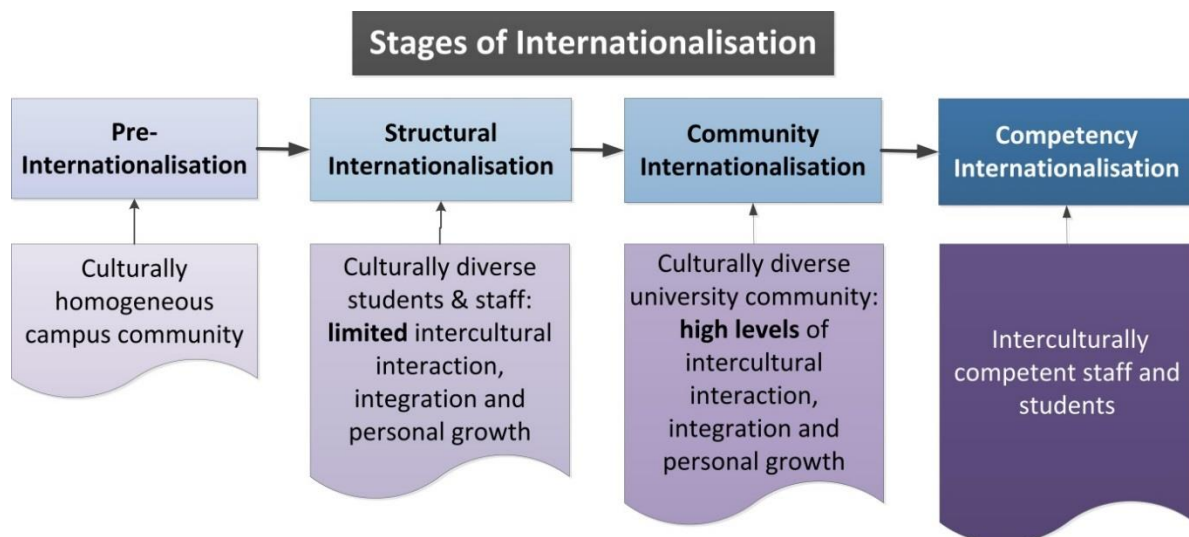 Stages of Internationalisation
Pre-
Internationalisation
Structural
Internationalisation
Community
Internationalisation
Competency
Internationalisation
Culturally
homogeneous
campus community
Culturally diverse
students & staff:
limited intercultural
interaction,
integration and
personal growth
Culturally diverse
university community:
high levels of
intercultural
interaction,
integration and
personal growth
Interculturally
competent staff and
students